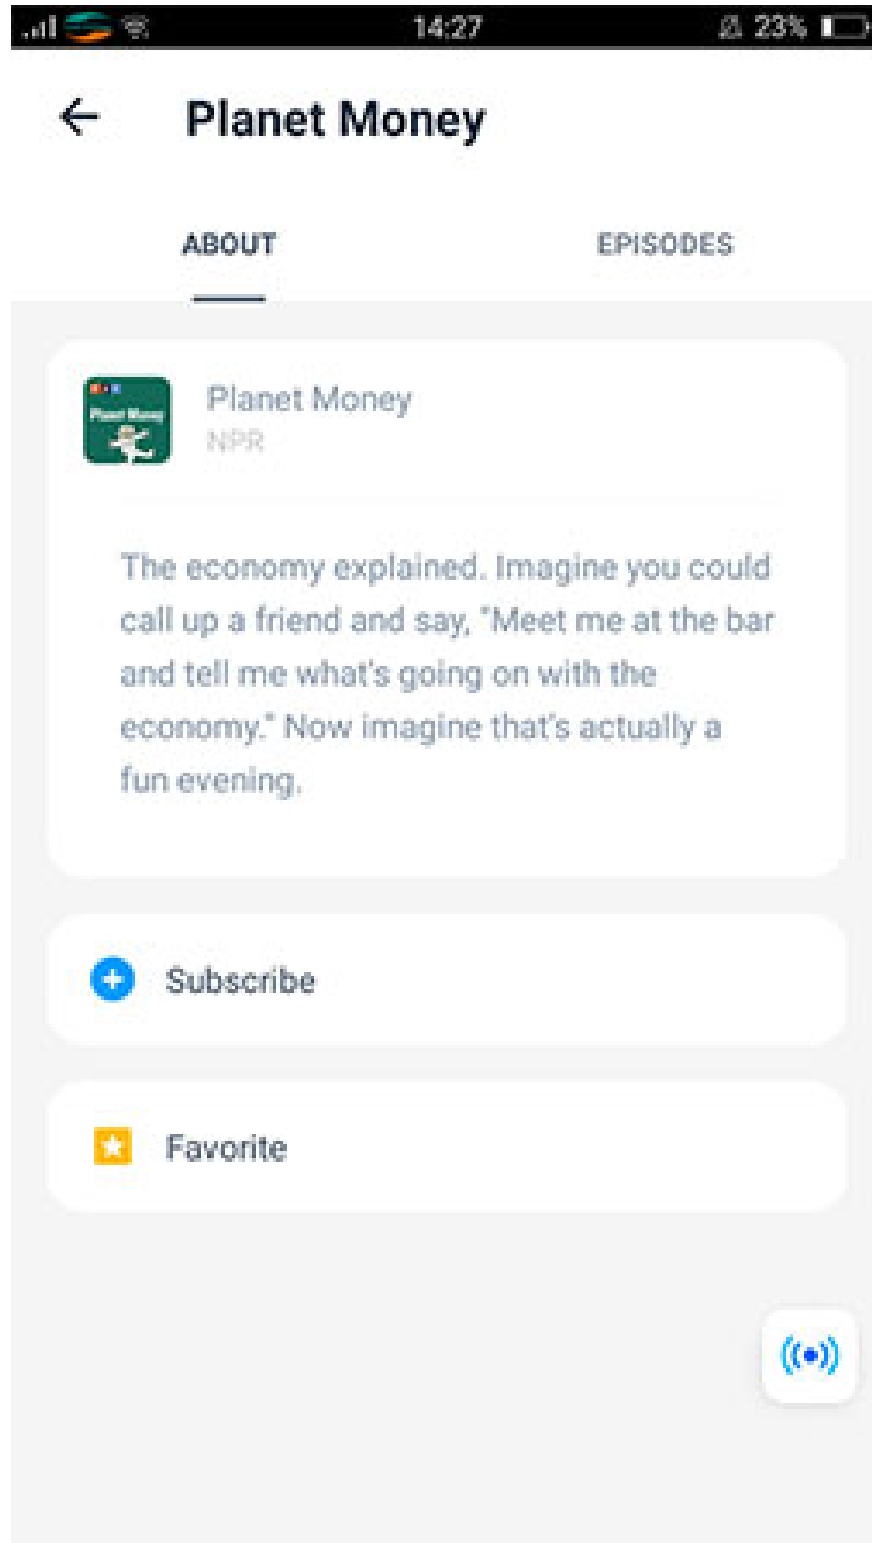 14:27
23%
Planet Money
ABOUT
EPISODES
Planet Money
Planet Money
NPR
The economy explained. Imagine you could
call up a friend and say, "Meet me at the bar
and tell me what's going on with the
economy." Now imagine that's actually a
fun evening.
Subscribe
Favorite